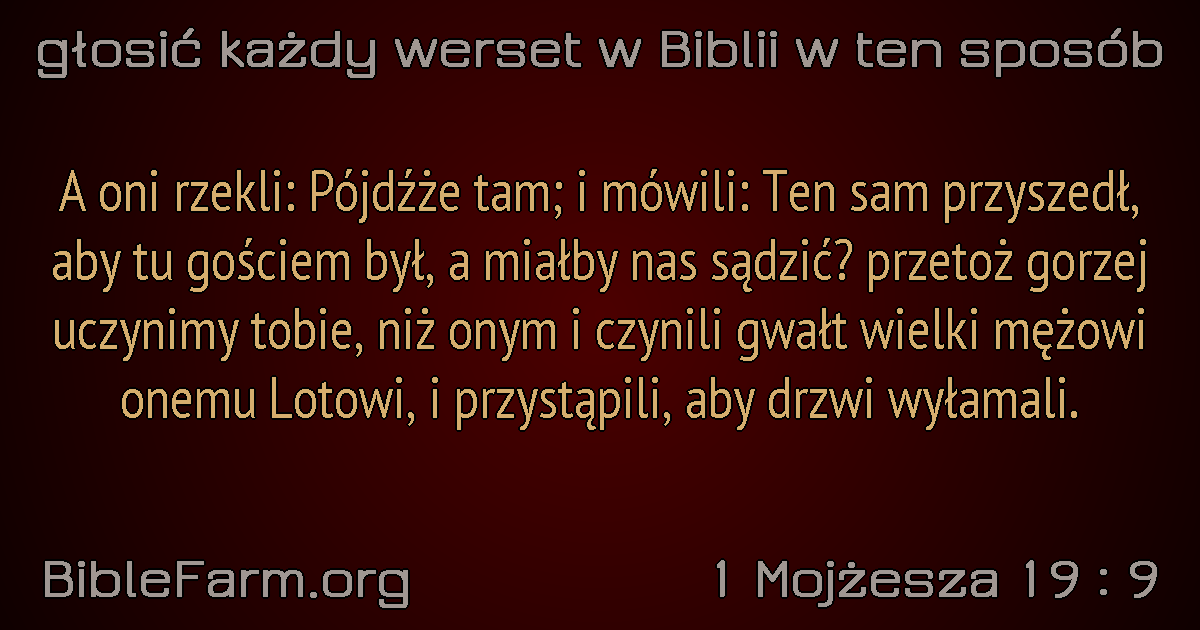 głosić każdy werset w Biblii w ten sposób
A oni rzekli: Pójdźże tam; i mówili: Ten sam przyszedł,
aby tu gościem był, a miałby nas sądzić? przetoż gorzej
uczynimy tobie, niż onym i czynili gwałt wielki mężowi
onemu Lotowi, i przystąpili, aby drzwi wyłamali.
BibleFarm.org
1 Mojżesza 19 : 9